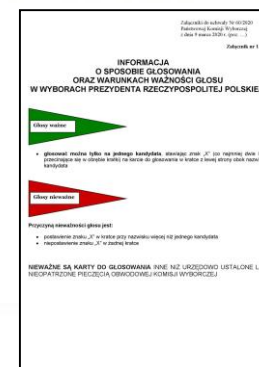 Załączniki do uchwały Nr 60/2020
Państwowej Komisji Wyborczej
z dnia 9 marca 2020 r. (poz. ...)
Załącznik nr 1
INFORMACJA
O SPOSOBIE GŁOSOWANIA
ORAZ WARUNKACH WAŻNOŚCI GŁOSU
W WYBORACH PREZYDENTA RZECZYPOSPOLITEJ POLSKIE
Głosy ważne
• głosować można tylko na jednego kandydata, stawiając znak „X” (co najmniej dwa
przecinające się w obrębie kratki) na karcie do głosowania w kratce z lewej strony obok nazw
kandydata
Głosy nieważne
Przyczyną nieważności głosu jest:
• postawienie znaku „X” w kratce przy nazwisku więcej niż jednego kandydata
• niepostawienie znaku „X” w żadnej kratce
NIEWAŻNE SĄ KARTY DO GŁOSOWANIA INNE NIŻ URZĘDOWO USTALONE L
NIEOPATRZONE PIECZĘCIĄ OBWODOWEJ KOMISJI WYBORCZEJ